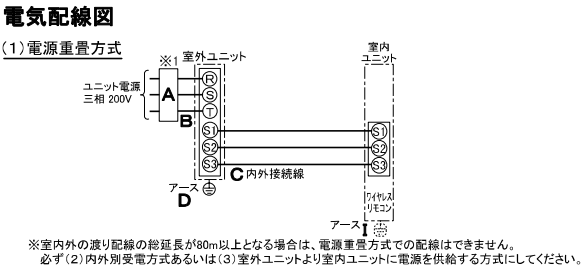 電気配線図
(1)電源重畳方式
※1
室外ユニット
室内
ユニット
ユニット電源
三相 200V
A
B
R
S
T
S1
S2
S3
S1
S2
S3
C 内外接続線
アース
D
ワイヤレス
リモコン
アース I
※室内外の渡り配線の総延長が80m以上となる場合は、電源重畳方式での配線はできません。
必ず(2)内外別受電方式あるいは(3)室外ユニットより室内ユニットに電源を供給する方式にしてください。